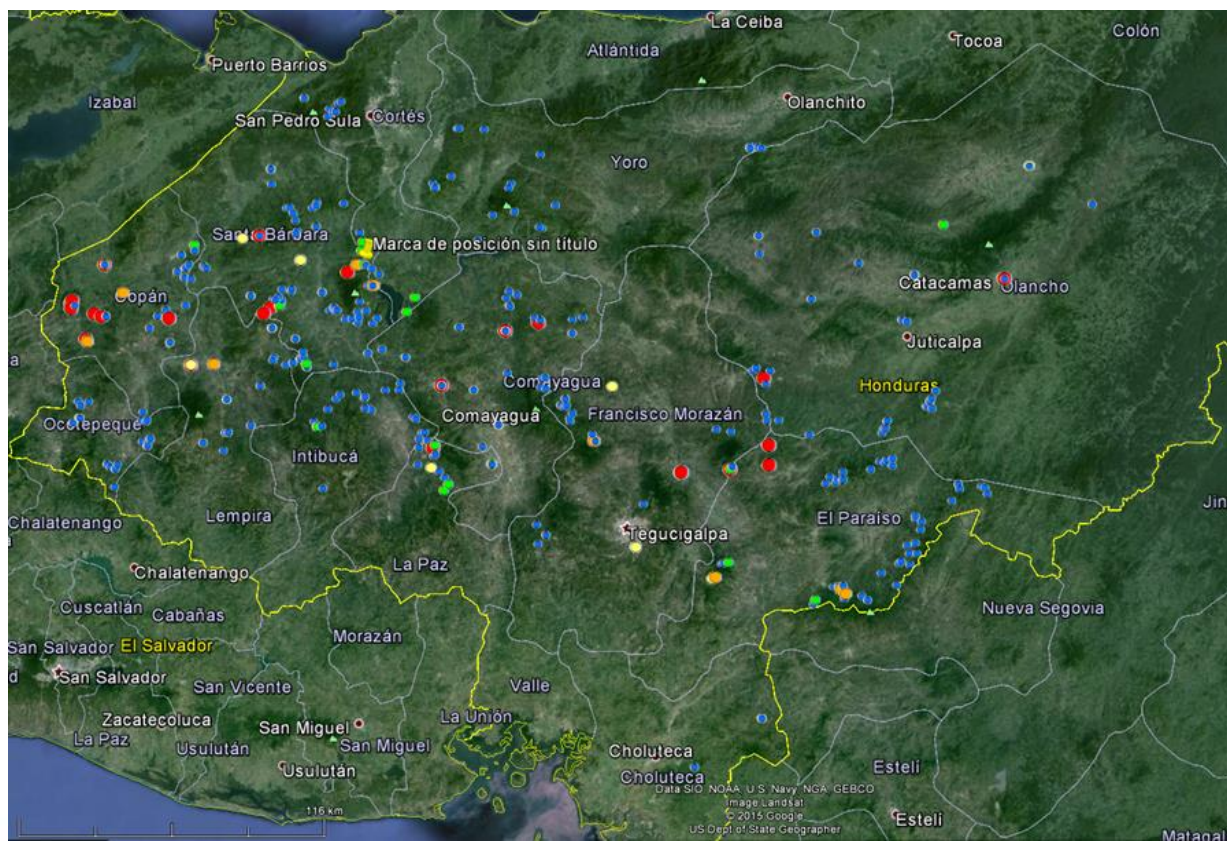 La Ceiba
Colón
Tocoa
Atlántida
Puerto Barrios
Izabal
Olanchito
San Pedro Sula
Cortés
Yoro
Santa Bárbara
Marca de posición sin título
Catacamas
Olancho
Copán
Juticalpa
Comayagua
Honduras
Comayagua
Francisco Morazán
Ocotepeque
Intibucá
Lempira
El Paraíso
Chalatenango
Tegucigalpa
La Paz
Chalatenango
Cuscatlán
Cabañas
Nueva Segovia
Morazán
San Salvador
El Salvador
San Salvador
San Vicente
Valle
Zacatecoluca
La Unión
San Miguel
San Miguel
La Paz
Usulután
Usulután
Choluteca
Choluteca
Estelí
Data SIO, NOAA, U.S. Navy, NGA, GEBCO
Image Landsat
© 2015 Google
US Dept of State Geographer
116 km
Estelí
Matagal
Jin